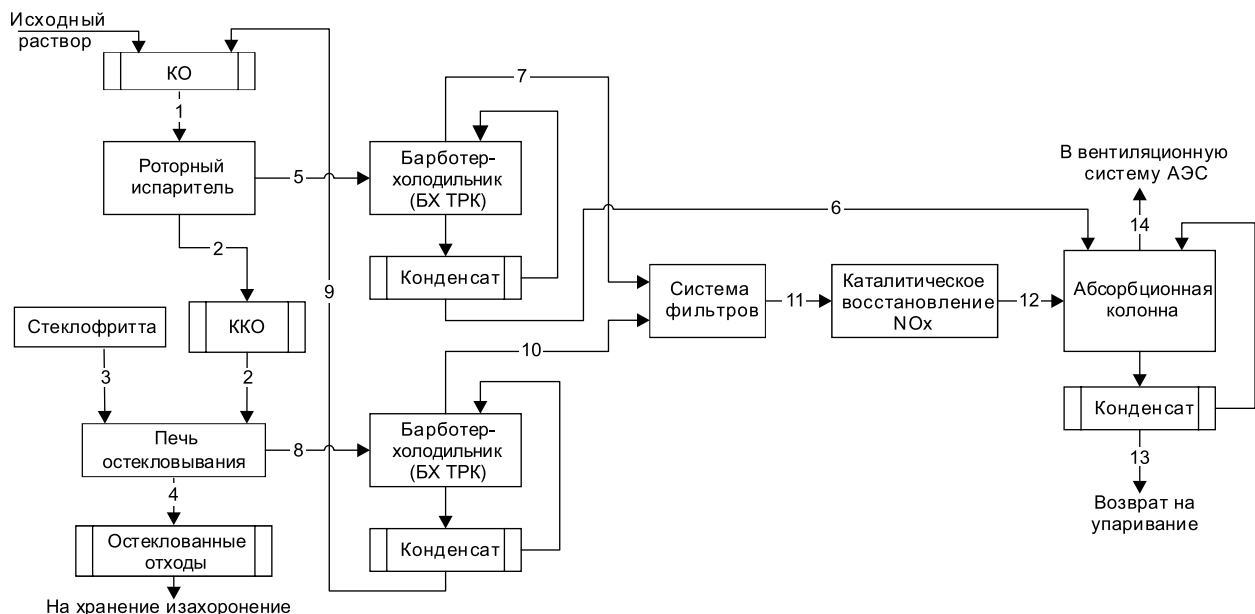 Исходный
раствор
КО
1
Роторный
испаритель
2
ККО
2
Стеклофритта
3
Печь
остекловывания
4
Остеклованные
отходы
На хранение изахоронение
5
Барботер-
холодильник
(БХ ТРК)
Конденсат
7
6
9
8
Барботер-
холодильник
(БХ ТРК)
Конденсат
10
Система
фильтров
11
Каталитическое
восстановление
NOx
12
В вентиляционную
систему АЭС
14
Абсорбционная
колонна
Конденсат
13
Возврат на
упаривание